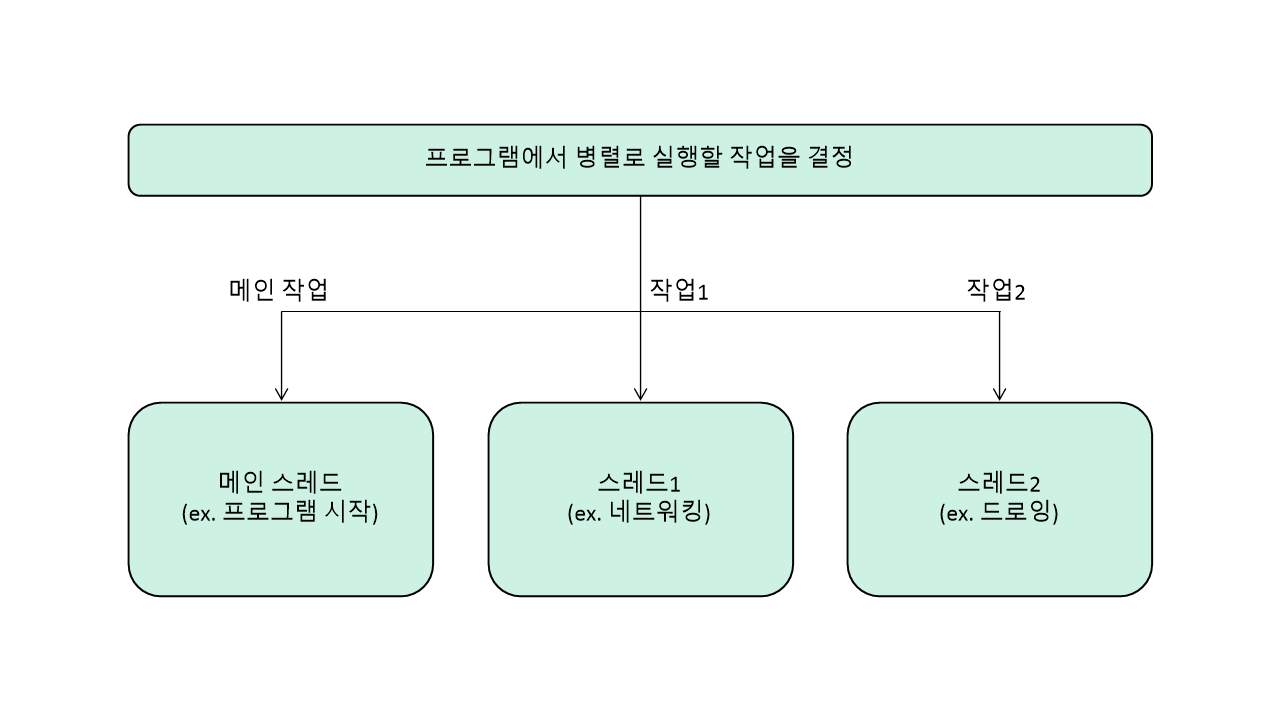 프로그램에서 병렬로 실행할 작업을 결정
메인 작업
작업1
작업2
메인 스레드
(ex. 프로그램 시작)
스레드1
(ex. 네트워킹)
스레드2
(ex. 드로잉)